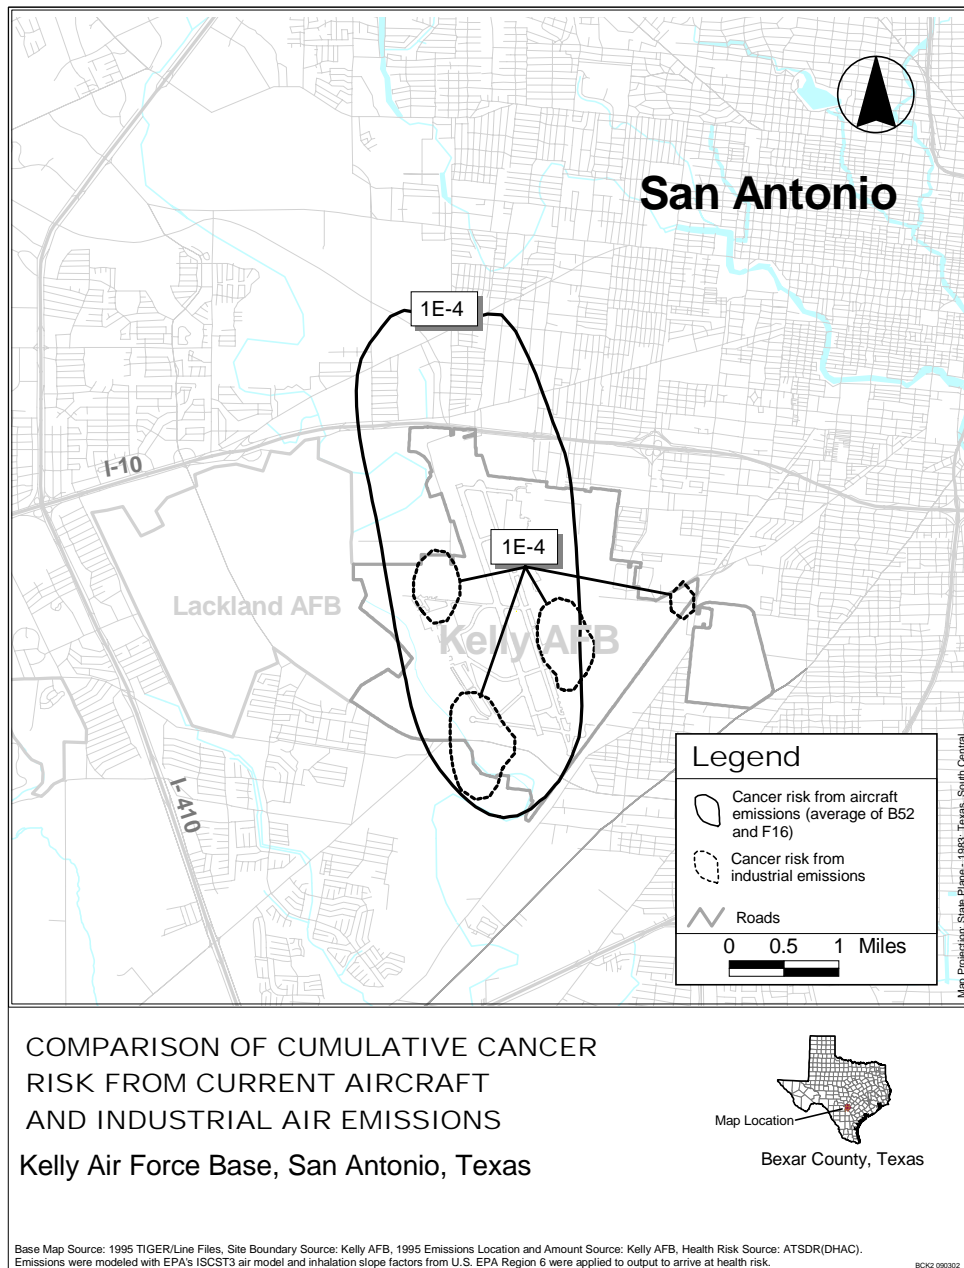 San Antonio
1E-4
I-10
1E-4
Lackland AFB
Kelly AFB
I-410
Legend
Cancer risk from aircraft
emissions (average of B52
and F16)
Cancer risk from
industrial emissions
Roads
0 0.5 1 Miles
Map Projection: State Plane - 1983: Texas, South Central
COMPARISON OF CUMULATIVE CANCER
RISK FROM CURRENT AIRCRAFT
AND INDUSTRIAL AIR EMISSIONS
Kelly Air Force Base, San Antonio, Texas
Map Location
Bexar County, Texas
Base Map Source: 1995 TIGER/Line Files, Site Boundary Source: Kelly AFB, 1995 Emissions Location and Amount Source: Kelly AFB, Health Risk Source: ATSDR(DHAC).
Emissions were modeled with EPA's ISCST3 air model and inhalation slope factors from U.S. EPA Region 6 were applied to output to arrive at health risk.
BCK2 090302